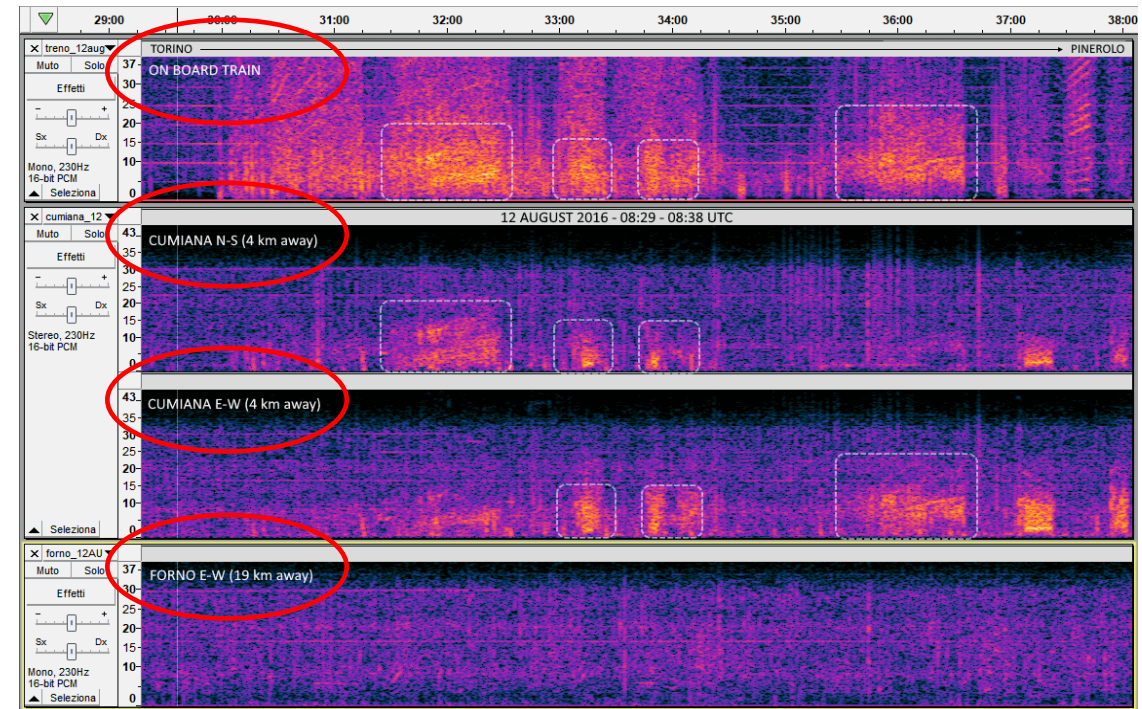 29:00 30:00 31:00 32:00 33:00 34:00 35:00 36:00 37:00 38:00
X treno_12aug
TORINO PINEROLO
Muto Solo
37
ON BOARD TRAIN
30
Effetti
25
- +
20
Sx Dx
15
Mono, 230Hz
10
16-bit PCM
Seleziona
0
X cumiana_12
12 AUGUST 2016 - 08:29 - 08:38 UTC
Muto Solo
43
CUMIANA N-S (4 km away)
35
Effetti
30
25
- +
20
Sx Dx
15
Stereo, 230Hz
10
16-bit PCM
0
43
CUMIANA E-W (4 km away)
35
30
25
20
15
10
Seleziona
0
X forno_12AU
Muto Solo
37
FORNO E-W (19 km away)
30
Effetti
25
- +
20
Sx Dx
15
Mono, 230Hz
10
16-bit PCM
Seleziona
0